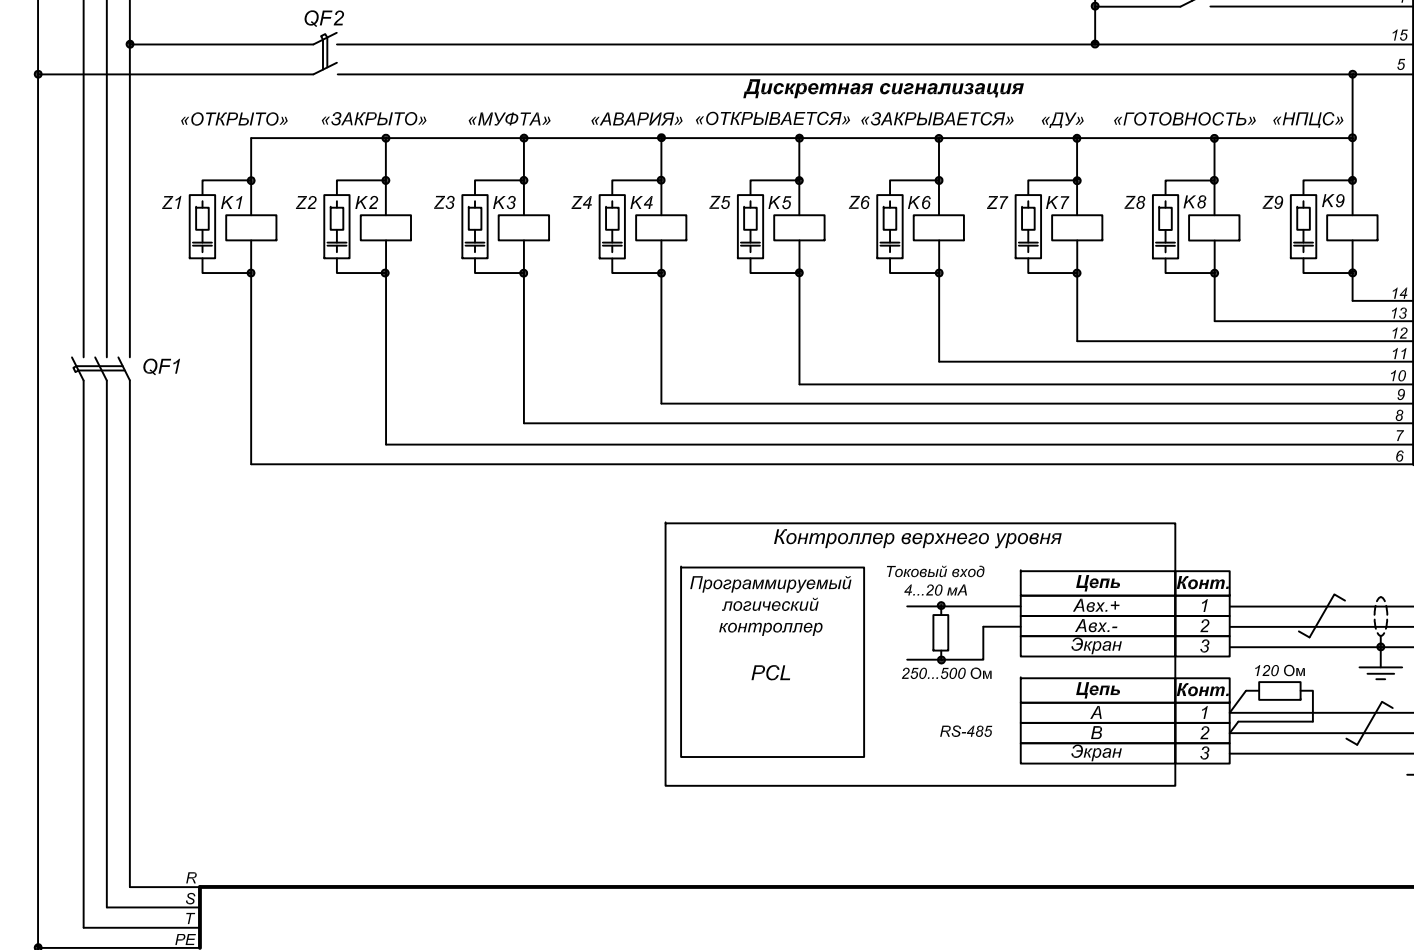 QF2
15
5
Дискретная сигнализация
«ОТКРЫТО» «ЗАКРЫТО» «МУФТА» «АВАРИЯ» «ОТКРЫВАЕТСЯ» «ЗАКРЫВАЕТСЯ» «ДУ» «ГОТОВНОСТЬ» «НПЦС»
Z1 K1 Z2 K2 Z3 K3 Z4 K4 Z5 K5 Z6 K6 Z7 K7 Z8 K8 Z9 K9
14
13
12
11
10
9
8
7
6
QF1
Контроллер верхнего уровня
Программируемый
логический
контроллер
PCL
Токовый вход
4...20 мА
250...500 Ом
Цепь Конт.
Авх.+ 1
Авх.- 2
Экран 3
120 Ом
RS-485
Цепь Конт.
A 1
B 2
Экран 3
R
S
T
PE